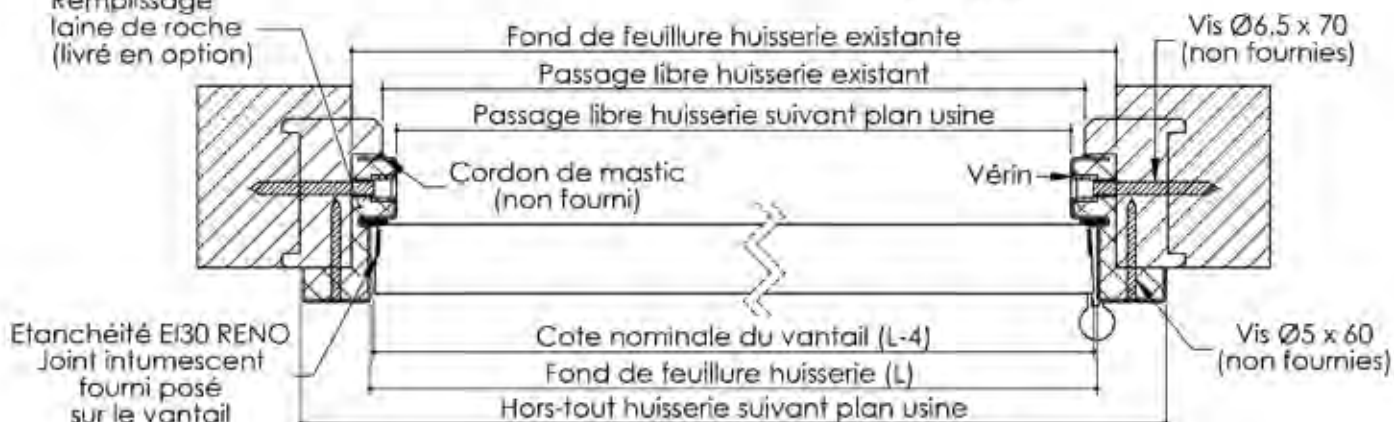 Remplissage
laine de roche
(livré en option)
Fond de feuillure huisserie existante
Passage libre huisserie existant
Passage libre huisserie suivant plan usine
Vis Ø6,5 x 70
(non fournies)
Cordon de mastic
(non fourni)
Vérin
Etanchéité EI30 RENO
Joint intumescent
fourni posé
sur le vantail
Cote nominale du vantail (L-4)
Fond de feuillure huisserie (L)
Hors-tout huisserie suivant plan usine
Vis Ø5 x 60
(non fournies)